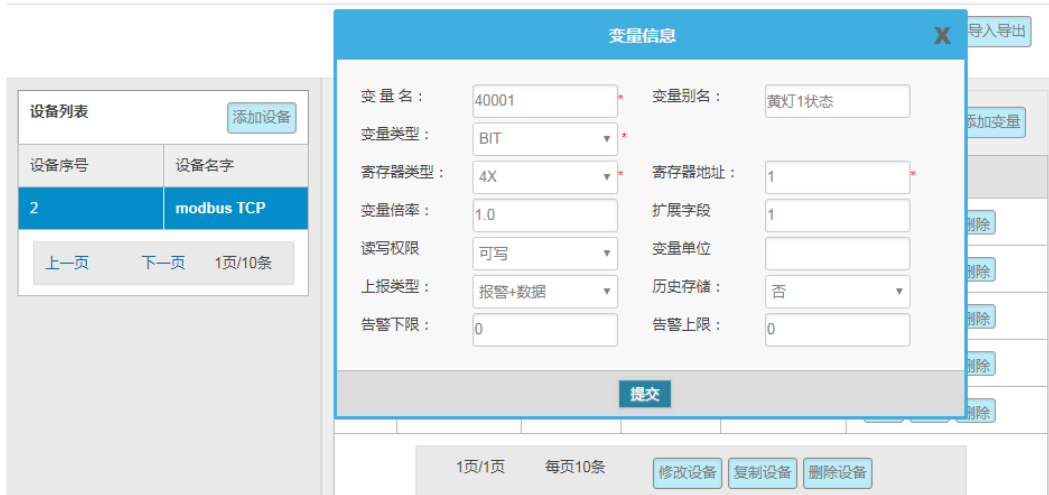 变量信息
X
导入导出
设备列表
添加设备
设备序号
设备名字
2
modbus TCP
上一页 下一页 1页/10条
变 量 名： 40001 * 变量别名： 黄灯1状态
变量类型： BIT *
寄存器类型： 4X * 寄存器地址： 1 *
变量倍率： 1.0 扩展字段 1
读写权限 可写 变量单位
上报类型： 报警+数据 历史存储： 否
告警下限： 0 告警上限： 0
提交
添加变量
删除
删除
删除
删除
删除
1页/1页 每页10条 修改设备 复制设备 删除设备